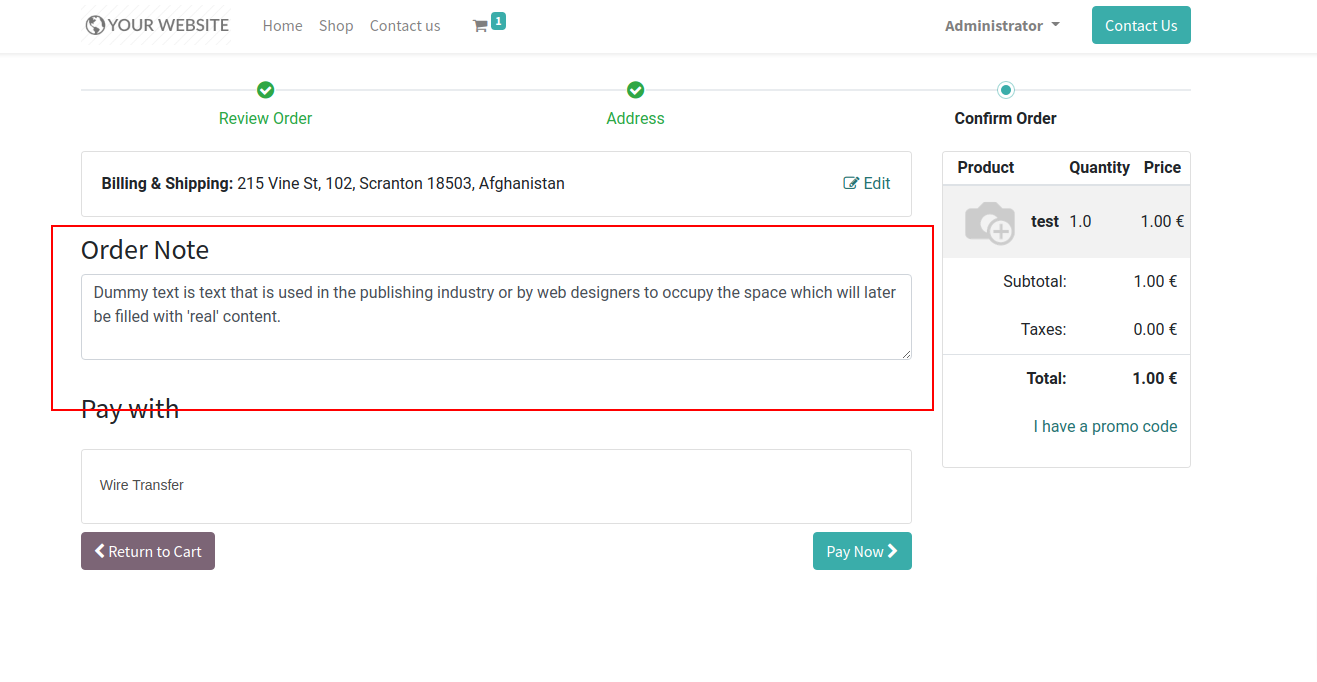 YOUR WEBSITE Home Shop Contact us 1 Administrator Contact Us
Review Order Address Confirm Order
Billing & Shipping: 215 Vine St, 102, Scranton 18503, Afghanistan Edit
Order Note
Dummy text is text that is used in the publishing industry or by web designers to occupy the space which will later
be filled with 'real' content.
Pay with
Wire Transfer
Return to Cart Pay Now
Product Quantity Price
test 1.0 1.00 €
Subtotal: 1.00 €
Taxes: 0.00 €
Total: 1.00 €
I have a promo code